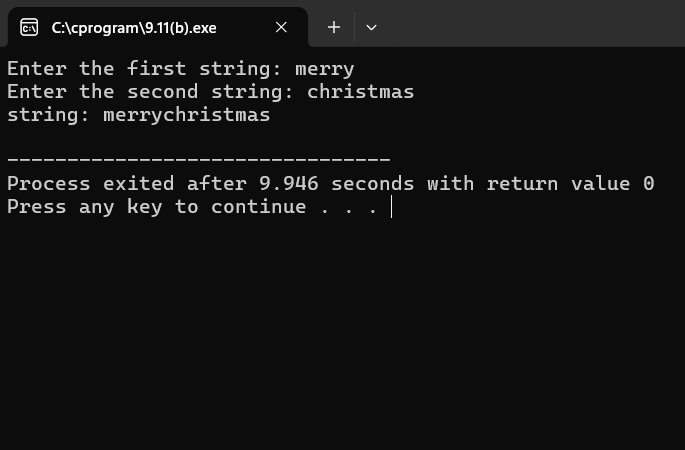 C:\cprogram\9.11(b).exe
Enter the first string: merry
Enter the second string: christmas
string: merrychristmas
--------------------------------
Process exited after 9.946 seconds with return value 0
Press any key to continue . . .